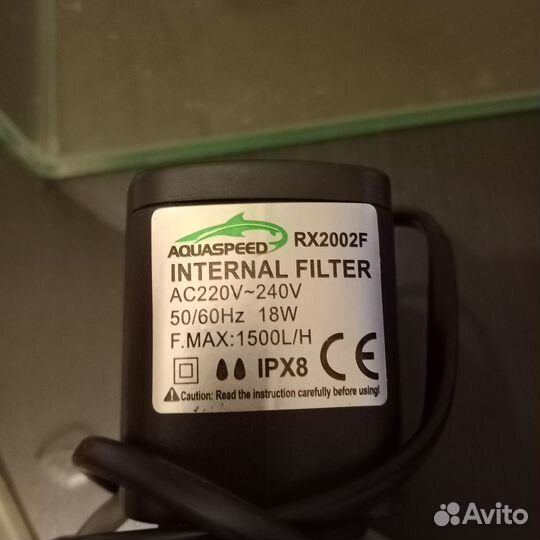 AQUASPEED RX2002F
INTERNAL FILTER
AC220V~240V
50/60Hz 18W
F.MAX:1500L/H
IPX8 CE
Caution: Read the instruction carefully before using!
Avito